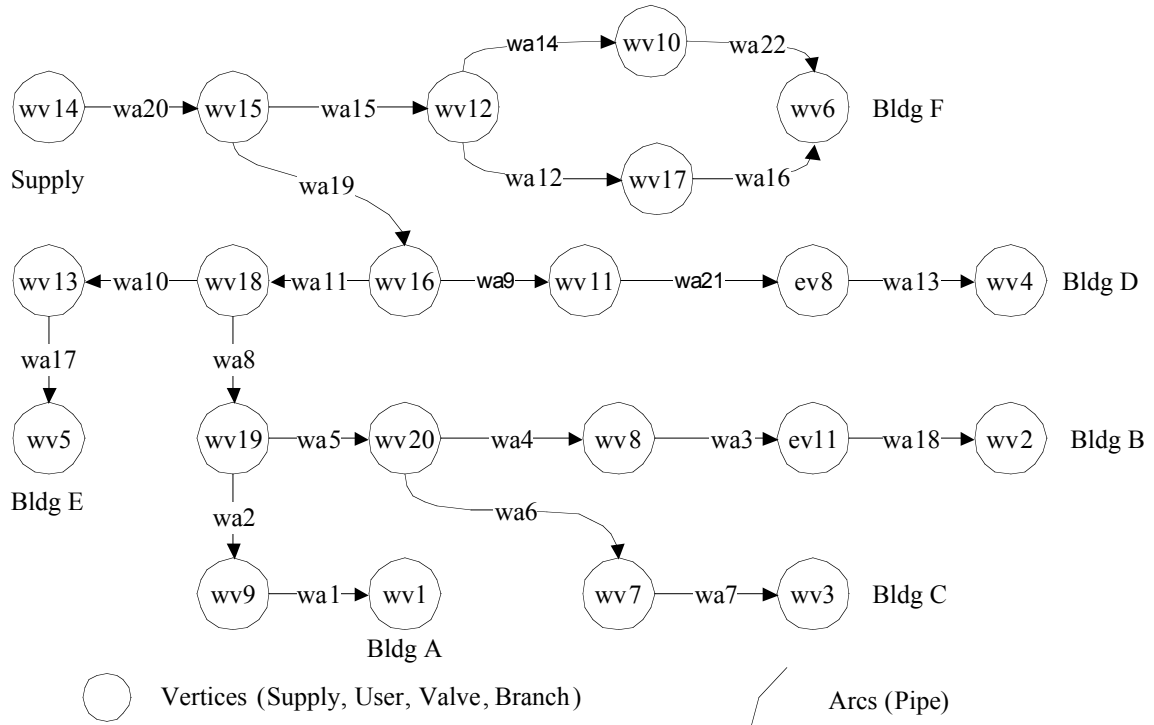 wa14 wv10 wa22
wv14 wa20 wv15 wa15 wv12 wv6 Bldg F
Supply wa19 wa12 wv17 wa16
wv13 wa10 wv18 wa11 wv16 wa9 wv11 wa21 ev8 wa13 wv4 Bldg D
wa17 wa8
wv5 wv19 wa5 wv20 wa4 wv8 wa3 ev11 wa18 wv2 Bldg B
Bldg E wa2 wa6
wv9 wa1 wv1 wv7 wa7 wv3 Bldg C
Bldg A
Vertices (Supply, User, Valve, Branch) Arcs (Pipe)